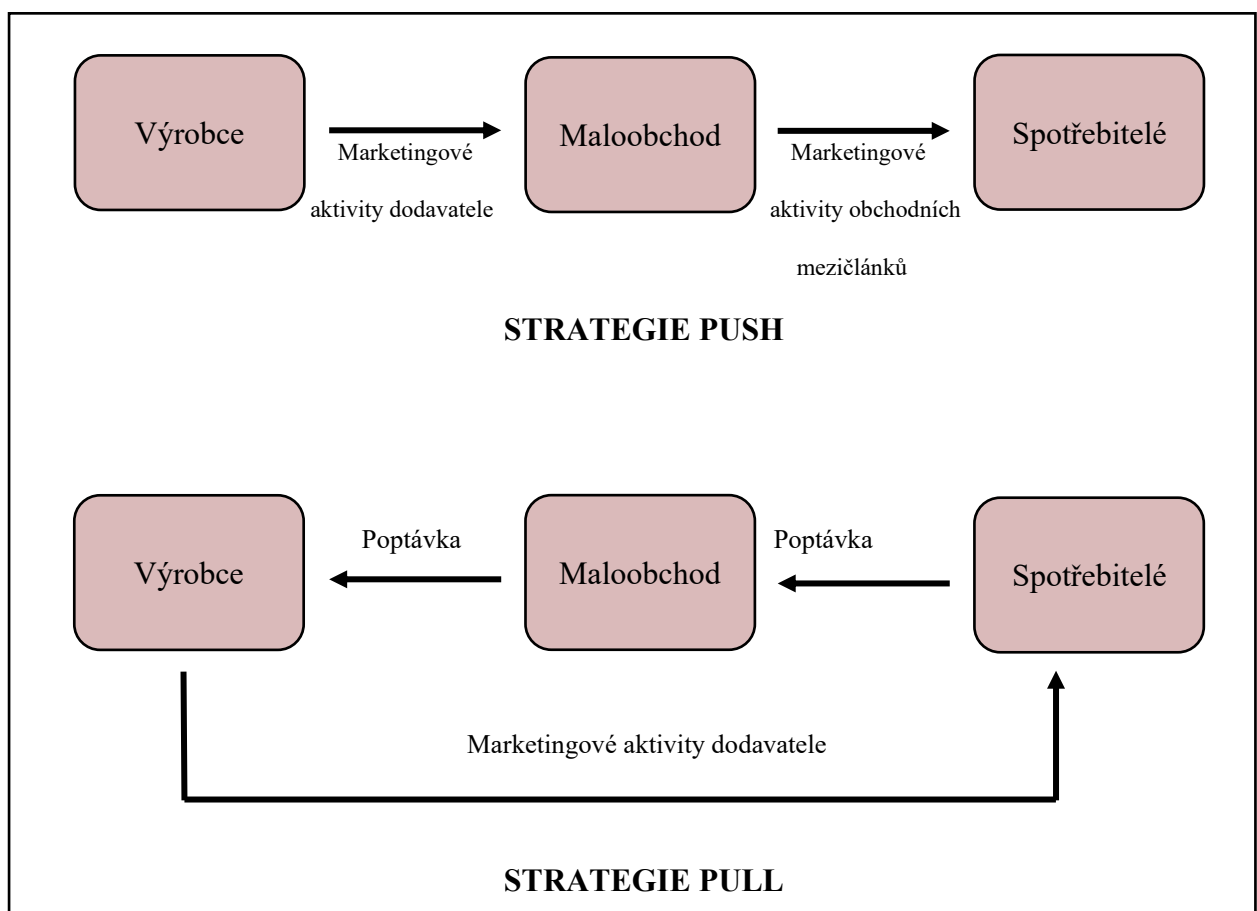 Výrobce
Maloobchod
Spotřebitelé
Marketingové
aktivity dodavatele
Marketingové
aktivity obchodních
mezičlánků
STRATEGIE PUSH
Poptávka
Poptávka
Výrobce
Maloobchod
Spotřebitelé
Marketingové aktivity dodavatele
STRATEGIE PULL